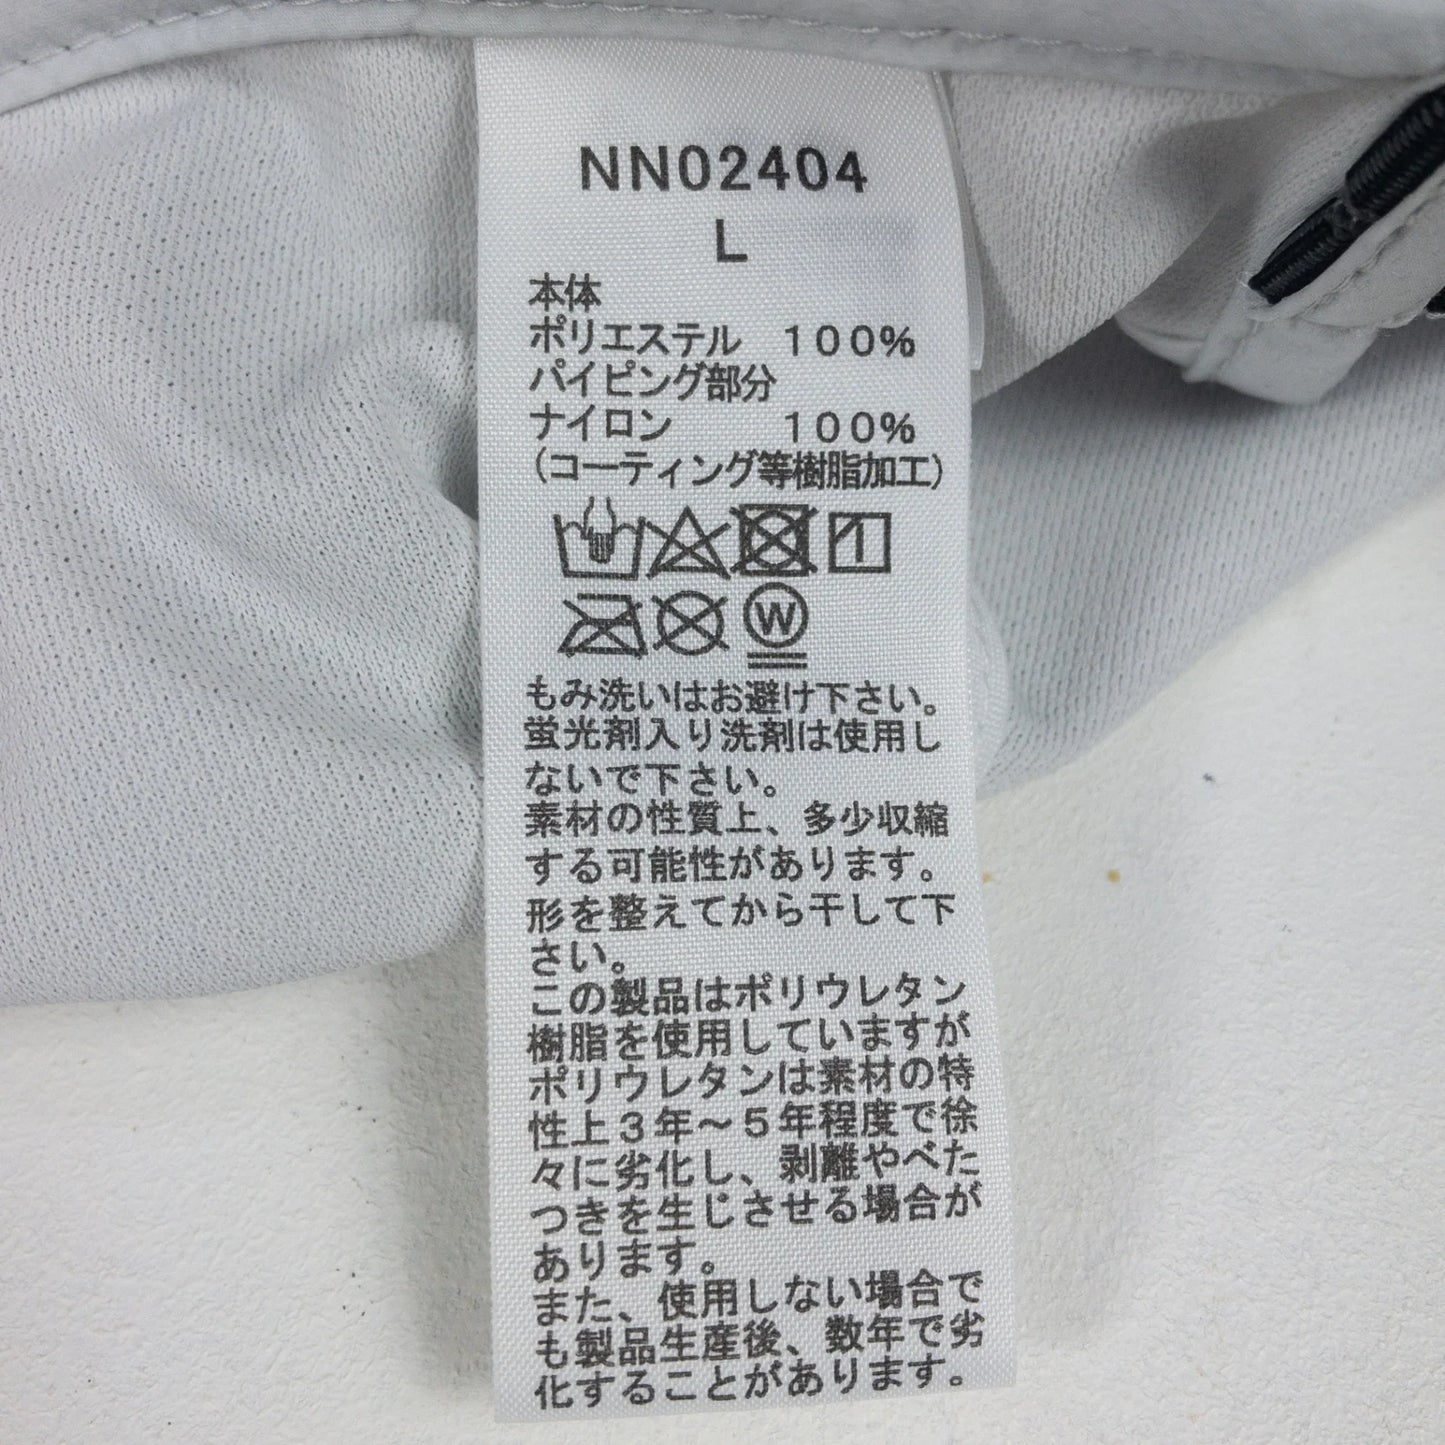 NN02404
L
本体
ポリエステル 100%
パイピング部分
ナイロン 100%
(コーティング等樹脂加工)
W
もみ洗いはお避け下さい。
蛍光剤入り洗剤は使用し
ないで下さい。
素材の性質上、多少収縮
する可能性があります。
形を整えてから干して下
さい。
この製品はポリウレタン
樹脂を使用していますが
ポリウレタンは素材の特
性上3年～5年程度で徐
々に劣化し、剥離やべた
つきを生じさせる場合が
あります。
また、使用しない場合で
も製品生産後、数年で劣
化することがあります。